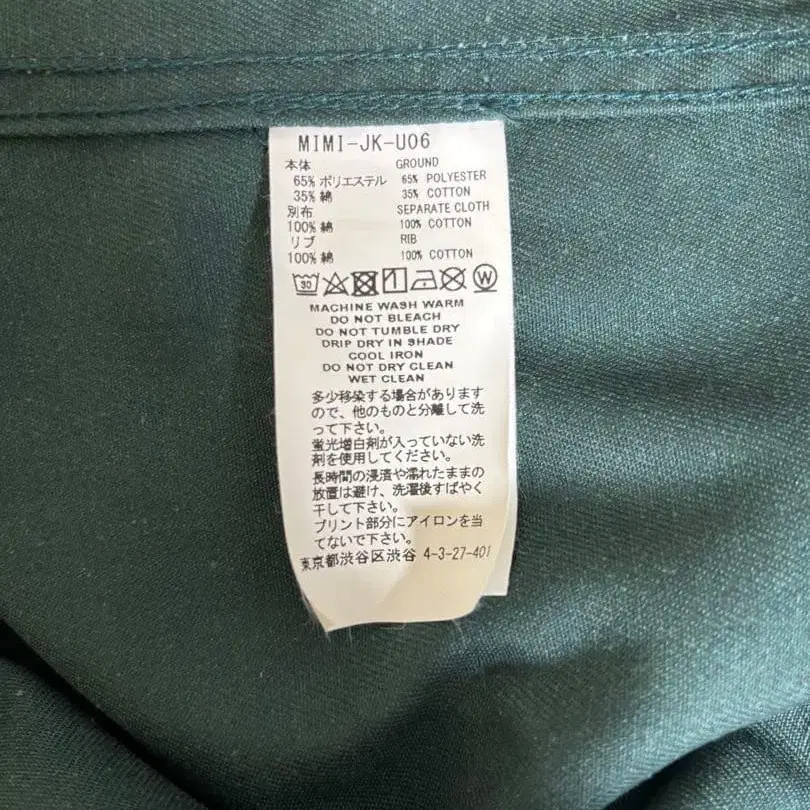 MIMI-JK-U06
本体 GROUND
65% ポリエステル 65% POLYESTER
35% 綿 35% COTTON
別布 SEPARATE CLOTH
100% 綿 100% COTTON
リブ RIB
100% 綿 100% COTTON
30 W
MACHINE WASH WARM
DO NOT BLEACH
DO NOT TUMBLE DRY
DRIP DRY IN SHADE
COOL IRON
DO NOT DRY CLEAN
WET CLEAN
多少移染する場合があります
ので、他のものと分離して洗
って下さい。
蛍光増白剤が入っていない洗
剤を使用してください。
長時間の浸漬や濡れたままの
放置は避け、洗濯後すばやく
干して下さい。
プリント部分にアイロンを当
てないで下さい。
東京都渋谷区渋谷 4-3-27-401